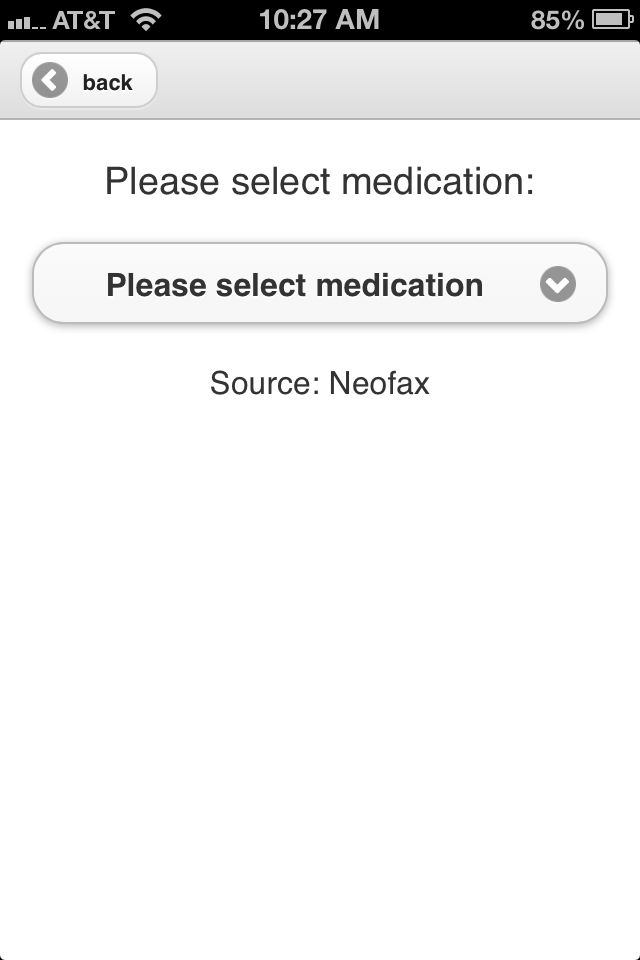 AT&T 10:27 AM 85%
back
Please select medication:
Please select medication
Source: Neofax